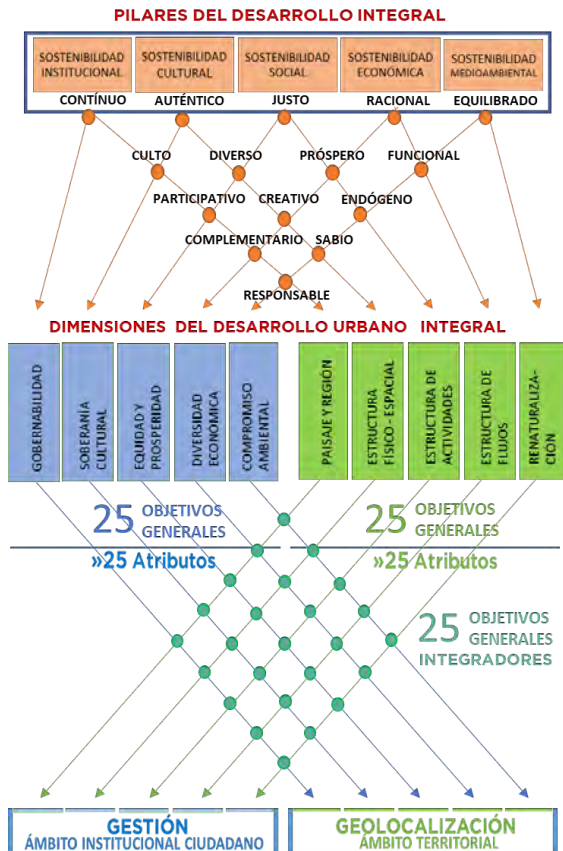 PILARES DEL DESARROLLO INTEGRAL
SOSTENIBILIDAD
INSTITUCIONAL
SOSTENIBILIDAD
CULTURAL
SOSTENIBILIDAD
SOCIAL
SOSTENIBILIDAD
ECONÓMICA
SOSTENIBILIDAD
MEDIOAMBIENTAL
CONTÍNUO AUTÉNTICO JUSTO RACIONAL EQUILIBRADO
CULTO DIVERSO PRÓSPERO FUNCIONAL
PARTICIPATIVO CREATIVO ENDÓGENO
COMPLEMENTARIO SABIO
RESPONSABLE
DIMENSIONES DEL DESARROLLO URBANO INTEGRAL
GOBERNABILIDAD
SOBERANÍA
CULTURAL
EQUIDAD Y
PROSPERIDAD
DIVERSIDAD
ECONÓMICA
COMPROMISO
AMBIENTAL
PAISAJE Y REGIÓN
ESTRUCTURA
FÍSICO - ESPACIAL
ESTRUCTURA DE
ACTIVIDADES
ESTRUCTURA DE
FLUJOS
RENATURALIZA-
CIÓN
25 OBJETIVOS
GENERALES
»25 Atributos
25 OBJETIVOS
GENERALES
»25 Atributos
25 OBJETIVOS
GENERALES
INTEGRADORES
GESTIÓN
ÁMBITO INSTITUCIONAL CIUDADANO
GEOLOCALIZACIÓN
ÁMBITO TERRITORIAL